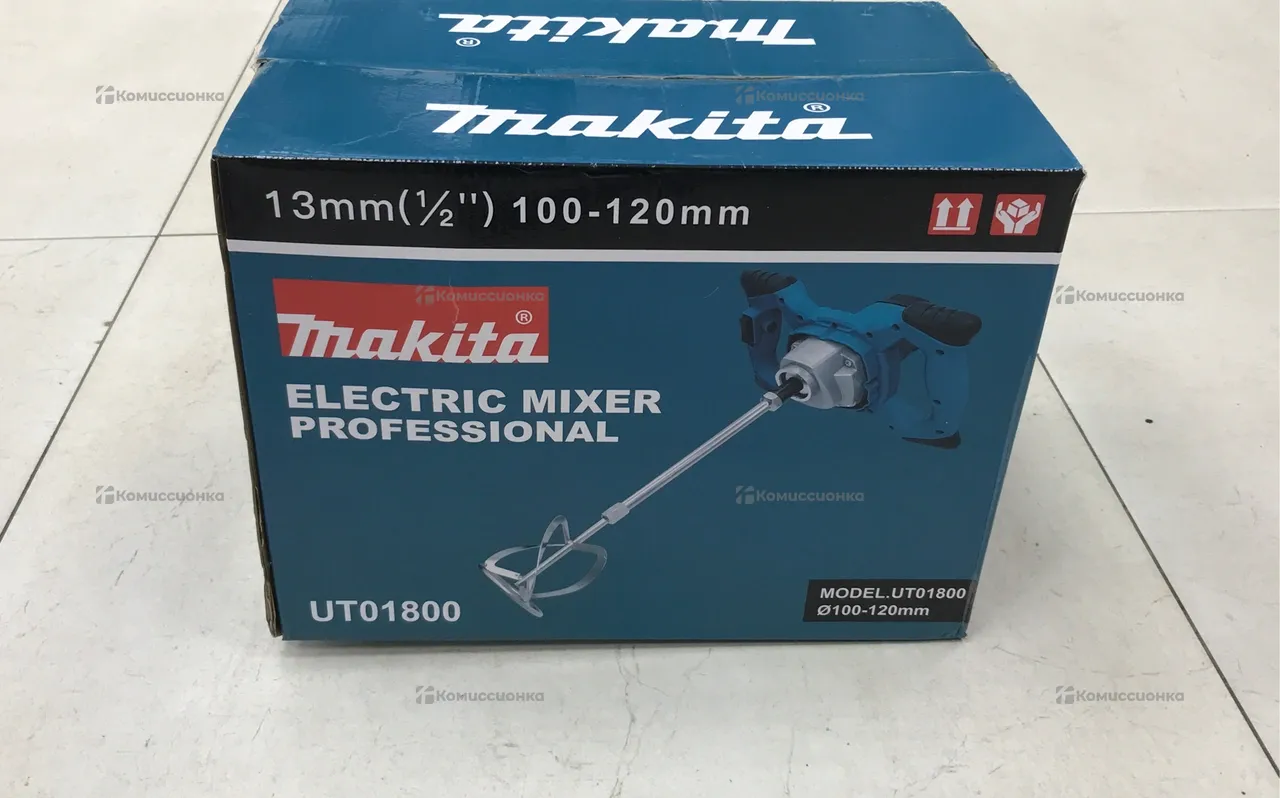 makita®
makita®
13mm(½'') 100-120mm
makita®
ELECTRIC MIXER
PROFESSIONAL
UT01800
MODEL.UT01800
Ø100-120mm
Комиссионка
Комиссионка
Комиссионка
Комиссионка
Комиссионка
Комиссионка
Комиссионка
Комиссионка